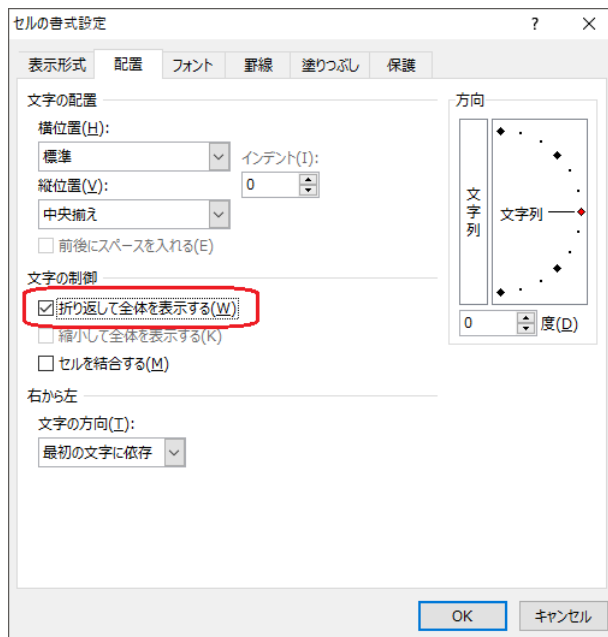 セルの書式設定 ?
表示形式 配置 フォント 罫線 塗りつぶし 保護
文字の配置
横位置(H):
標準
インデント(I):
0
縦位置(V):
中央揃え
前後にスペースを入れる(E)
文字の制御
折り返して全体を表示する(W)
縮小して全体を表示する(K)
セルを結合する(M)
右から左
文字の方向(T):
最初の文字に依存
方向
文字列
文字列
0 度(D)
OK キャンセル